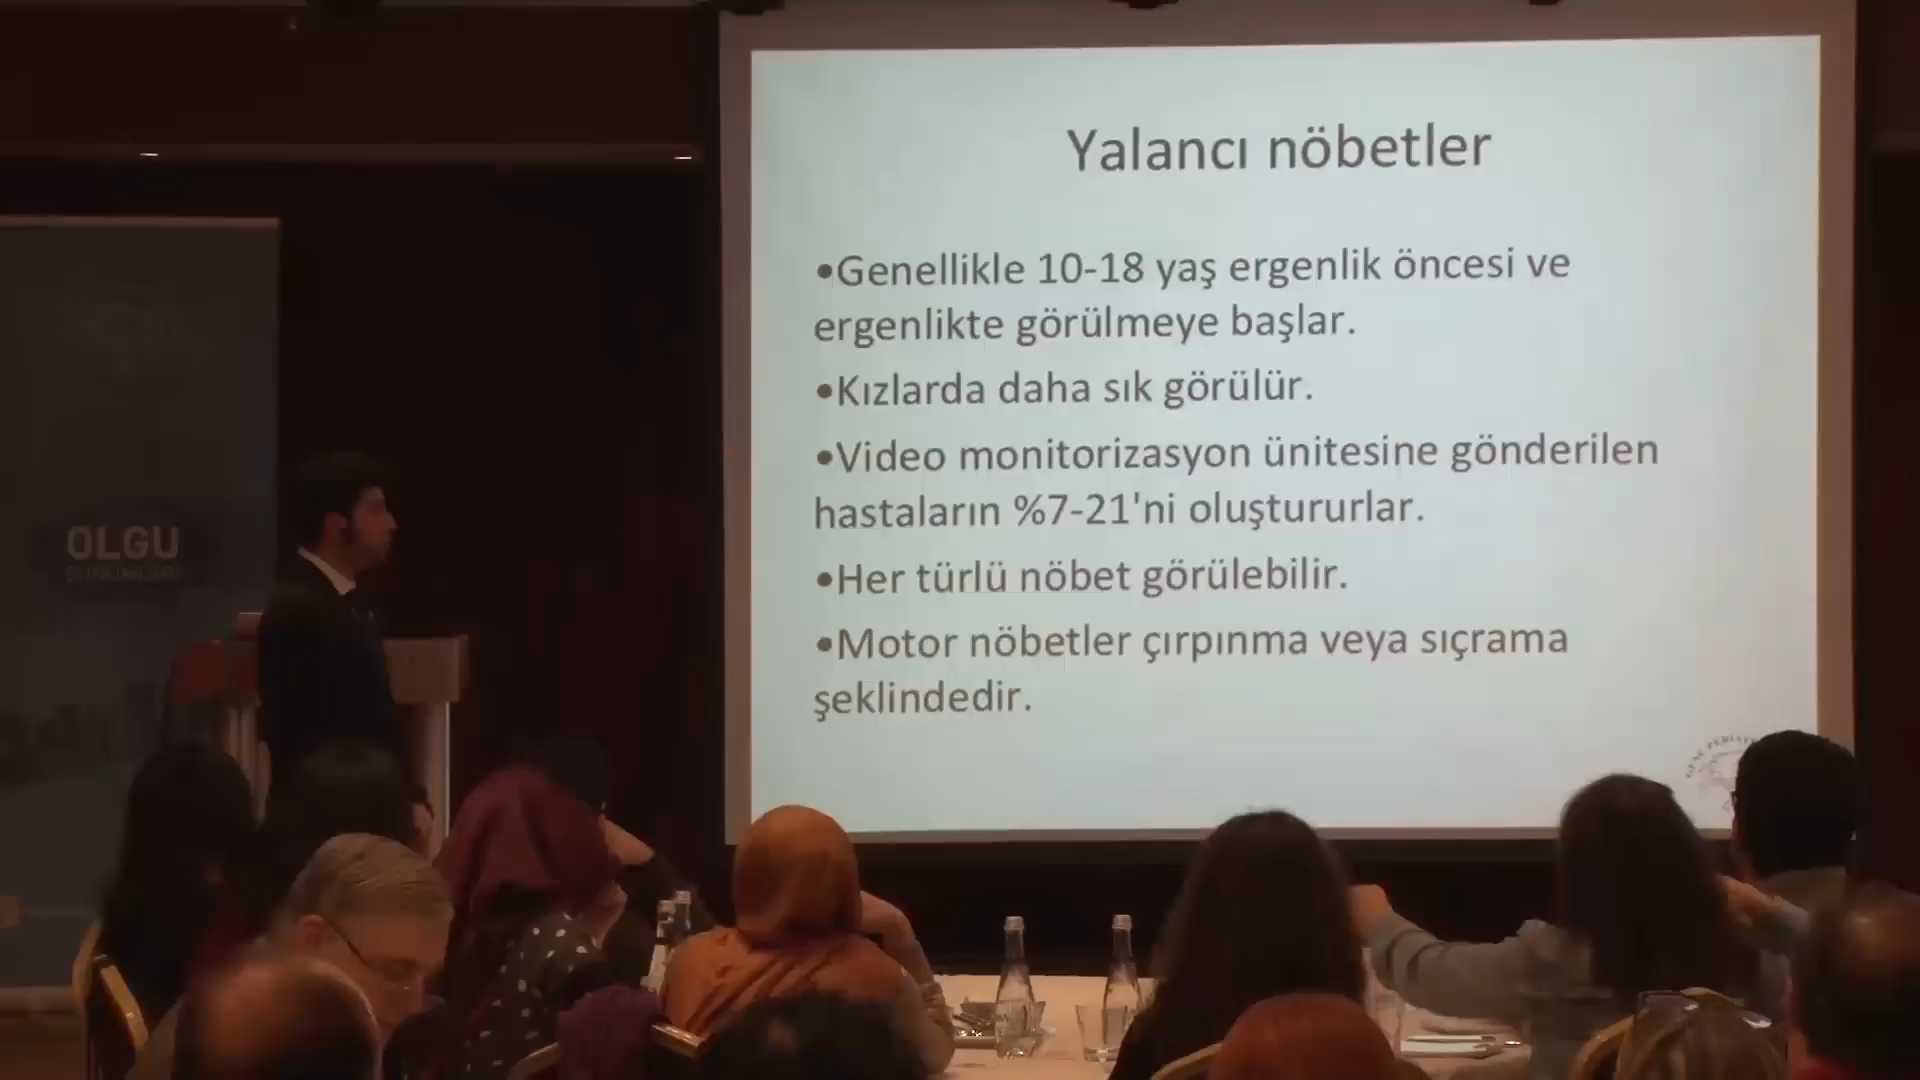 Yalancı nöbetler
•Genellikle 10-18 yaş ergenlik öncesi ve
ergenlikte görülmeye başlar.
•Kızlarda daha sık görülür.
•Video monitorizasyon ünitesine gönderilen
hastaların %7-21'ni oluştururlar.
•Her türlü nöbet görülebilir.
•Motor nöbetler çırpınma veya sıçrama
şeklindedir.
OLGU